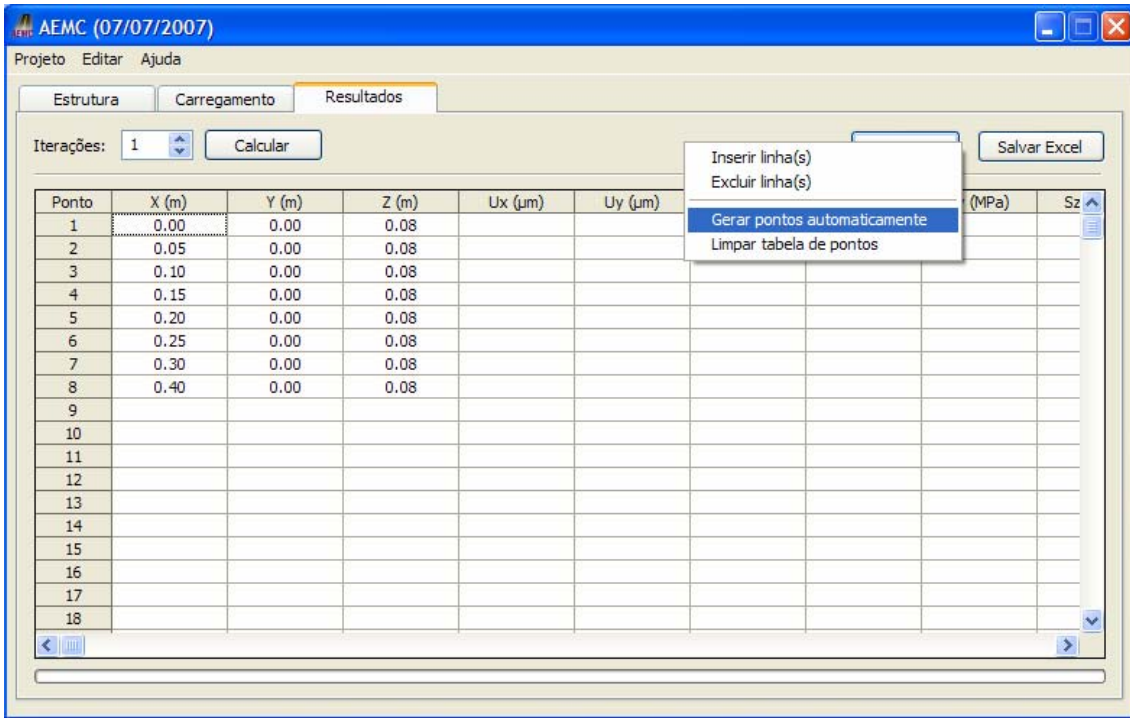 AEMC (07/07/2007)
Projeto Editar Ajuda
Estrutura Carregamento Resultados
Iterações: 1 Calcular Salvar Excel
Inserir linha(s)
Excluir linha(s)
Gerar pontos automaticamente
Limpar tabela de pontos
Ponto X (m) Y (m) Z (m) Ux (µm) Uy (µm) (MPa) Sz
1 0.00 0.00 0.08
2 0.05 0.00 0.08
3 0.10 0.00 0.08
4 0.15 0.00 0.08
5 0.20 0.00 0.08
6 0.25 0.00 0.08
7 0.30 0.00 0.08
8 0.40 0.00 0.08
9
10
11
12
13
14
15
16
17
18